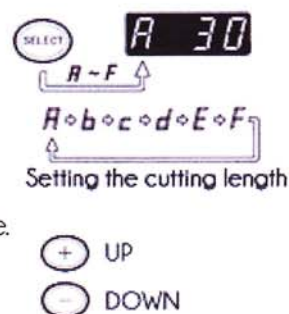 SELECT A 30
A ~ F
A⇨b⇨c⇨d⇨E⇨F
Setting the cutting length
e.
+ UP
− DOWN